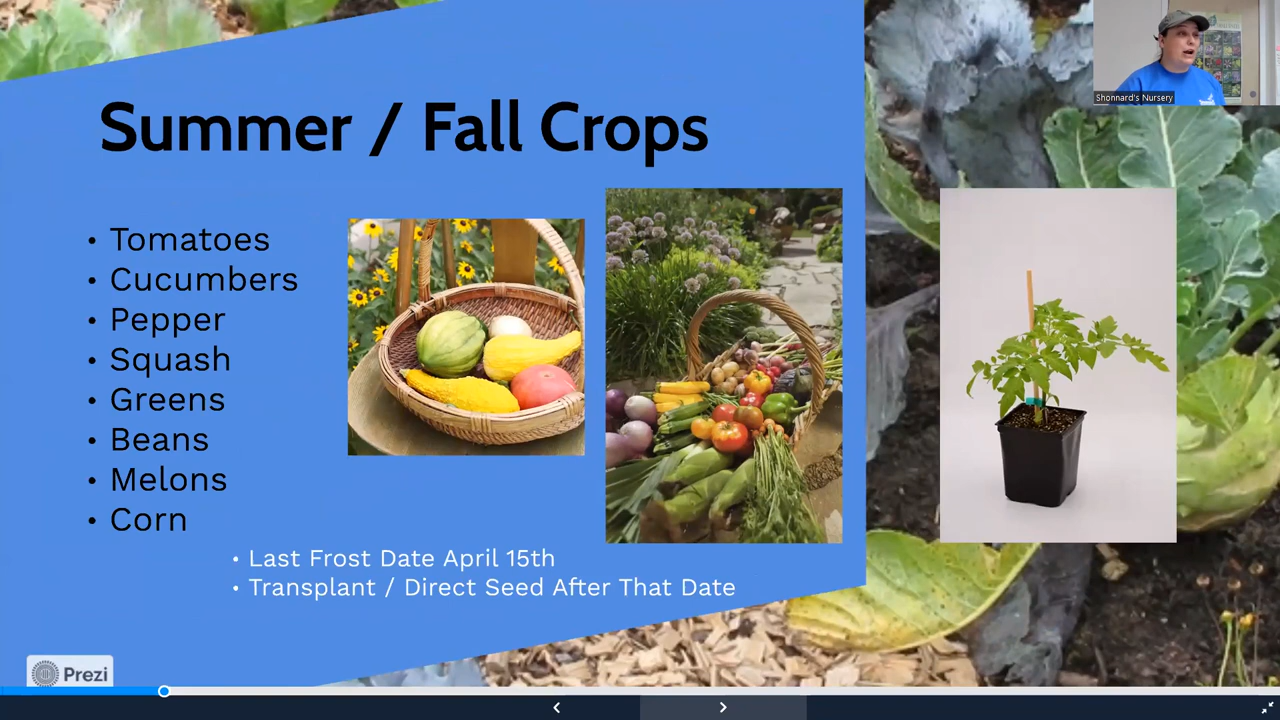 Summer / Fall Crops
Shonnard's Nursery
• Tomatoes
• Cucumbers
• Pepper
• Squash
• Greens
• Beans
• Melons
• Corn
• Last Frost Date April 15th
• Transplant / Direct Seed After That Date
Prezi